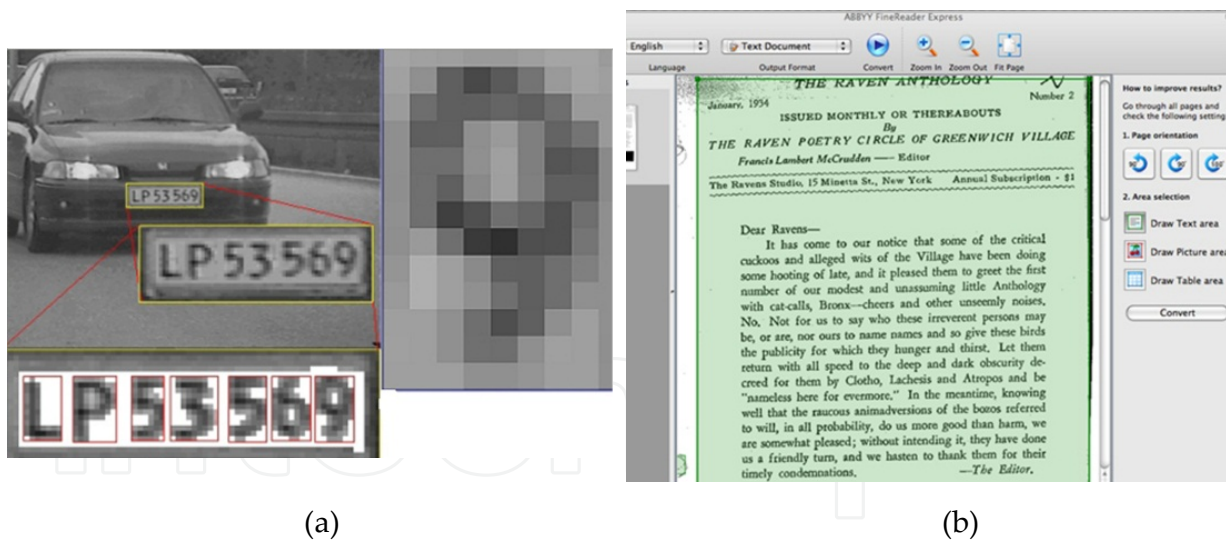 LP 53 569
LP 53 569
LP 53 569
(a)
ABBYY FineReader Express
English
Text Document
Language
Output Format
Convert
Zoom In
Zoom Out
Fit Page
THE RAVEN ANTHOLOGY
January, 1934
Number 2
ISSUED MONTHLY OR THEREABOUTS
By
THE RAVEN POETRY CIRCLE OF GREENWICH VILLAGE
Francis Lambert McCrudden —— Editor
The Ravens Studio, 15 Minetta St., New York Annual Subscription - $1
Dear Ravens—
It has come to our notice that some of the critical
cuckoos and alleged wits of the Village have been doing
some hooting of late, and it pleased them to greet the first
number of our modest and unassuming little Anthology
with cat-calls, Bronx—cheers and other unseemly noises.
No. Not for us to say who these irreverent persons may
be, or are, nor ours to name names and so give these birds
the publicity for which they hunger and thirst. Let them
return with all speed to the deep and dark obscurity de-
creed for them by Clotho, Lachesis and Atropos and be
"nameless here for evermore." In the meantime, knowing
well that the raucous animadversions of the bozos referred
to will, in all probability, do us more good than harm, we
are somewhat pleased; without intending it, they have done
us a friendly turn, and we hasten to thank them for their
timely condemnations. —The Editor.
How to improve results?
Go through all pages and
check the following setting
1. Page orientation
90°
90°
180°
2. Area selection
Draw Text area
Draw Picture area
Draw Table area
Convert
(b)